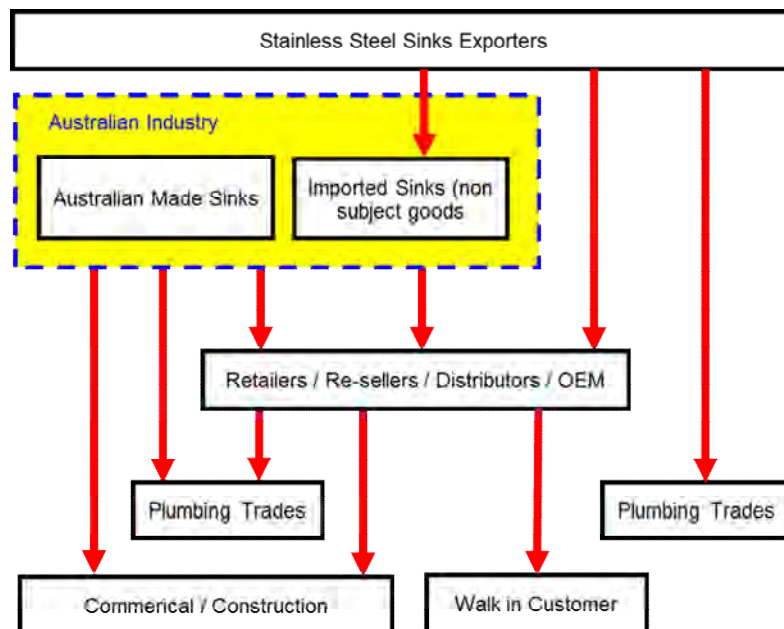 Stainless Steel Sinks Exporters
Australian Industry
Australian Made Sinks
Imported Sinks (non
subject goods
Retailers / Re-sellers / Distributors / OEM
Plumbing Trades
Plumbing Trades
Commerical / Construction
Walk in Customer